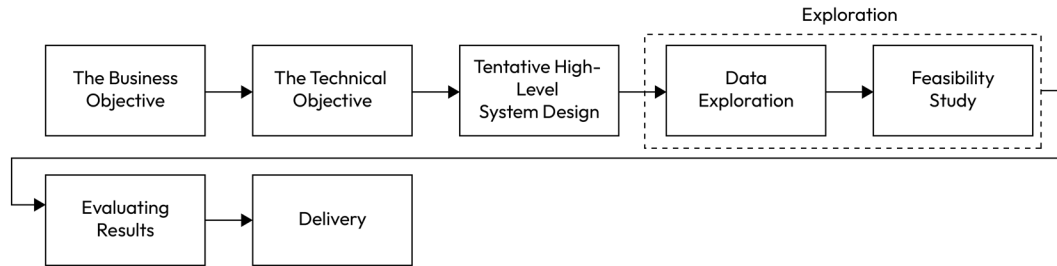 Exploration
The Business
Objective
The Technical
Objective
Tentative High-
Level
System Design
Data
Exploration
Feasibility
Study
Evaluating
Results
Delivery